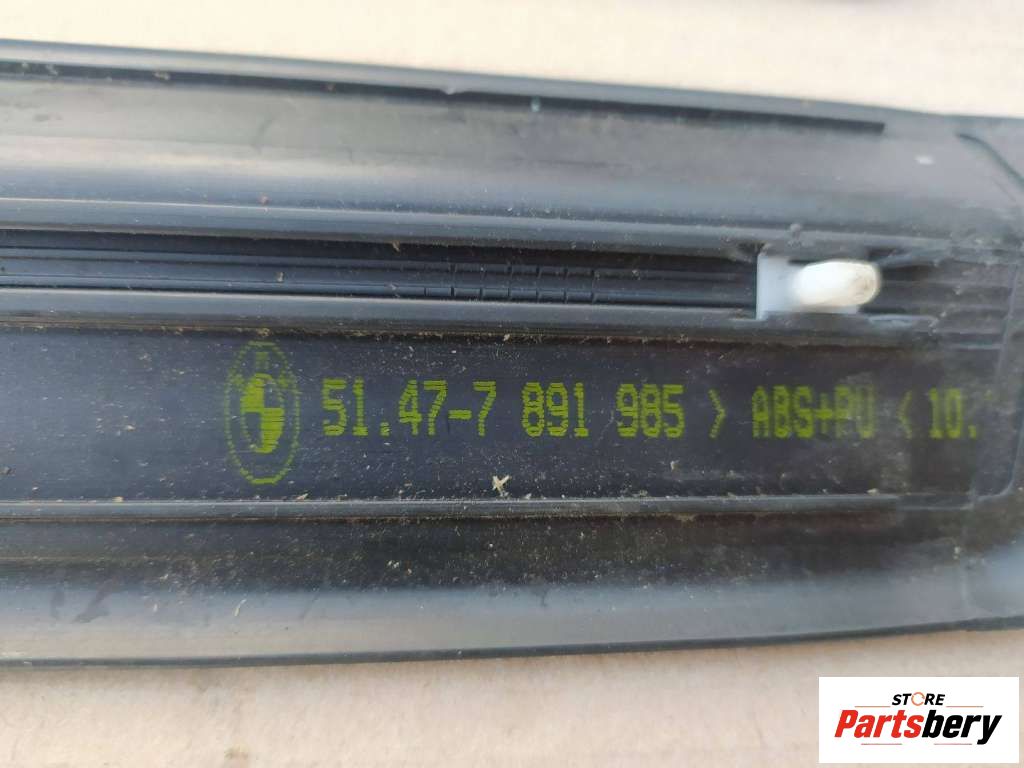 51.47-7 891 985 > ABS+PU < 10.
STORE
Partsbery